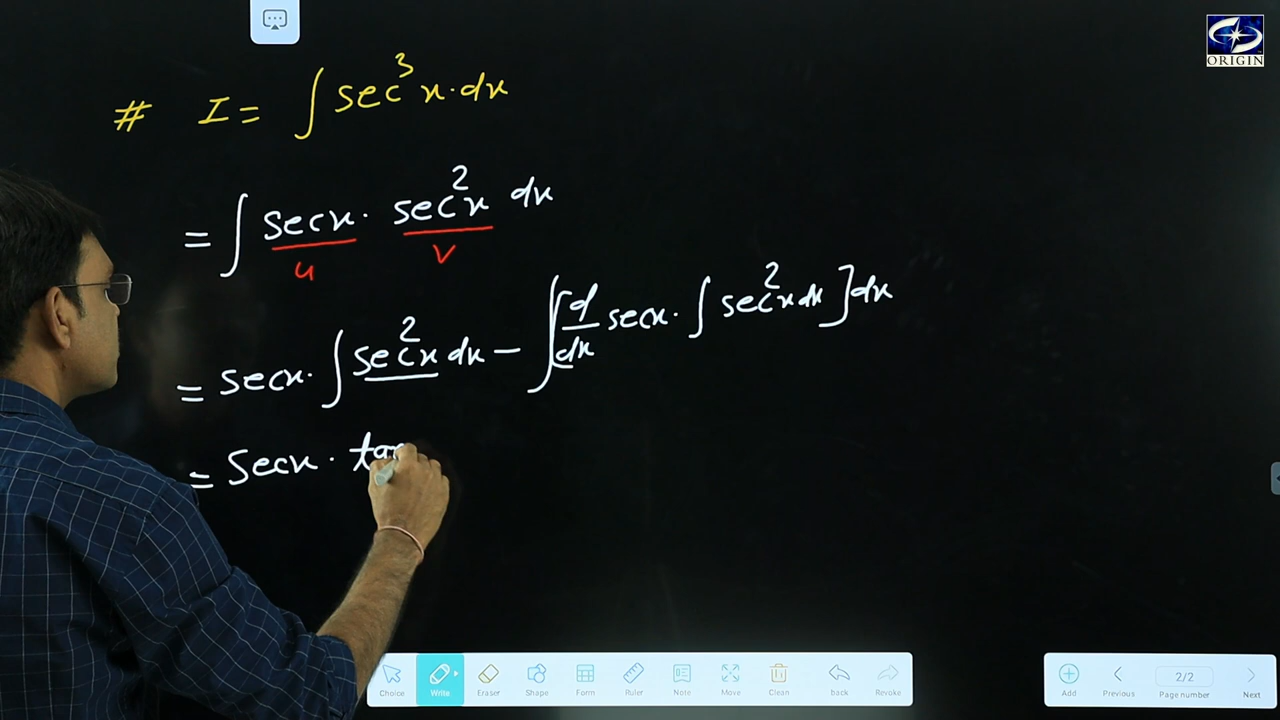 ORIGIN
# I = ∫ sec³x·dx
= ∫ secx · sec²x dx
u v
= secx · ∫ sec²x dx − ∫[d/dx secx · ∫ sec²x dx] dx
= secx · tan
Choice Write Eraser Shape Form Ruler Note Move Clean back Revoke
Add Previous 2/2 Page number Next